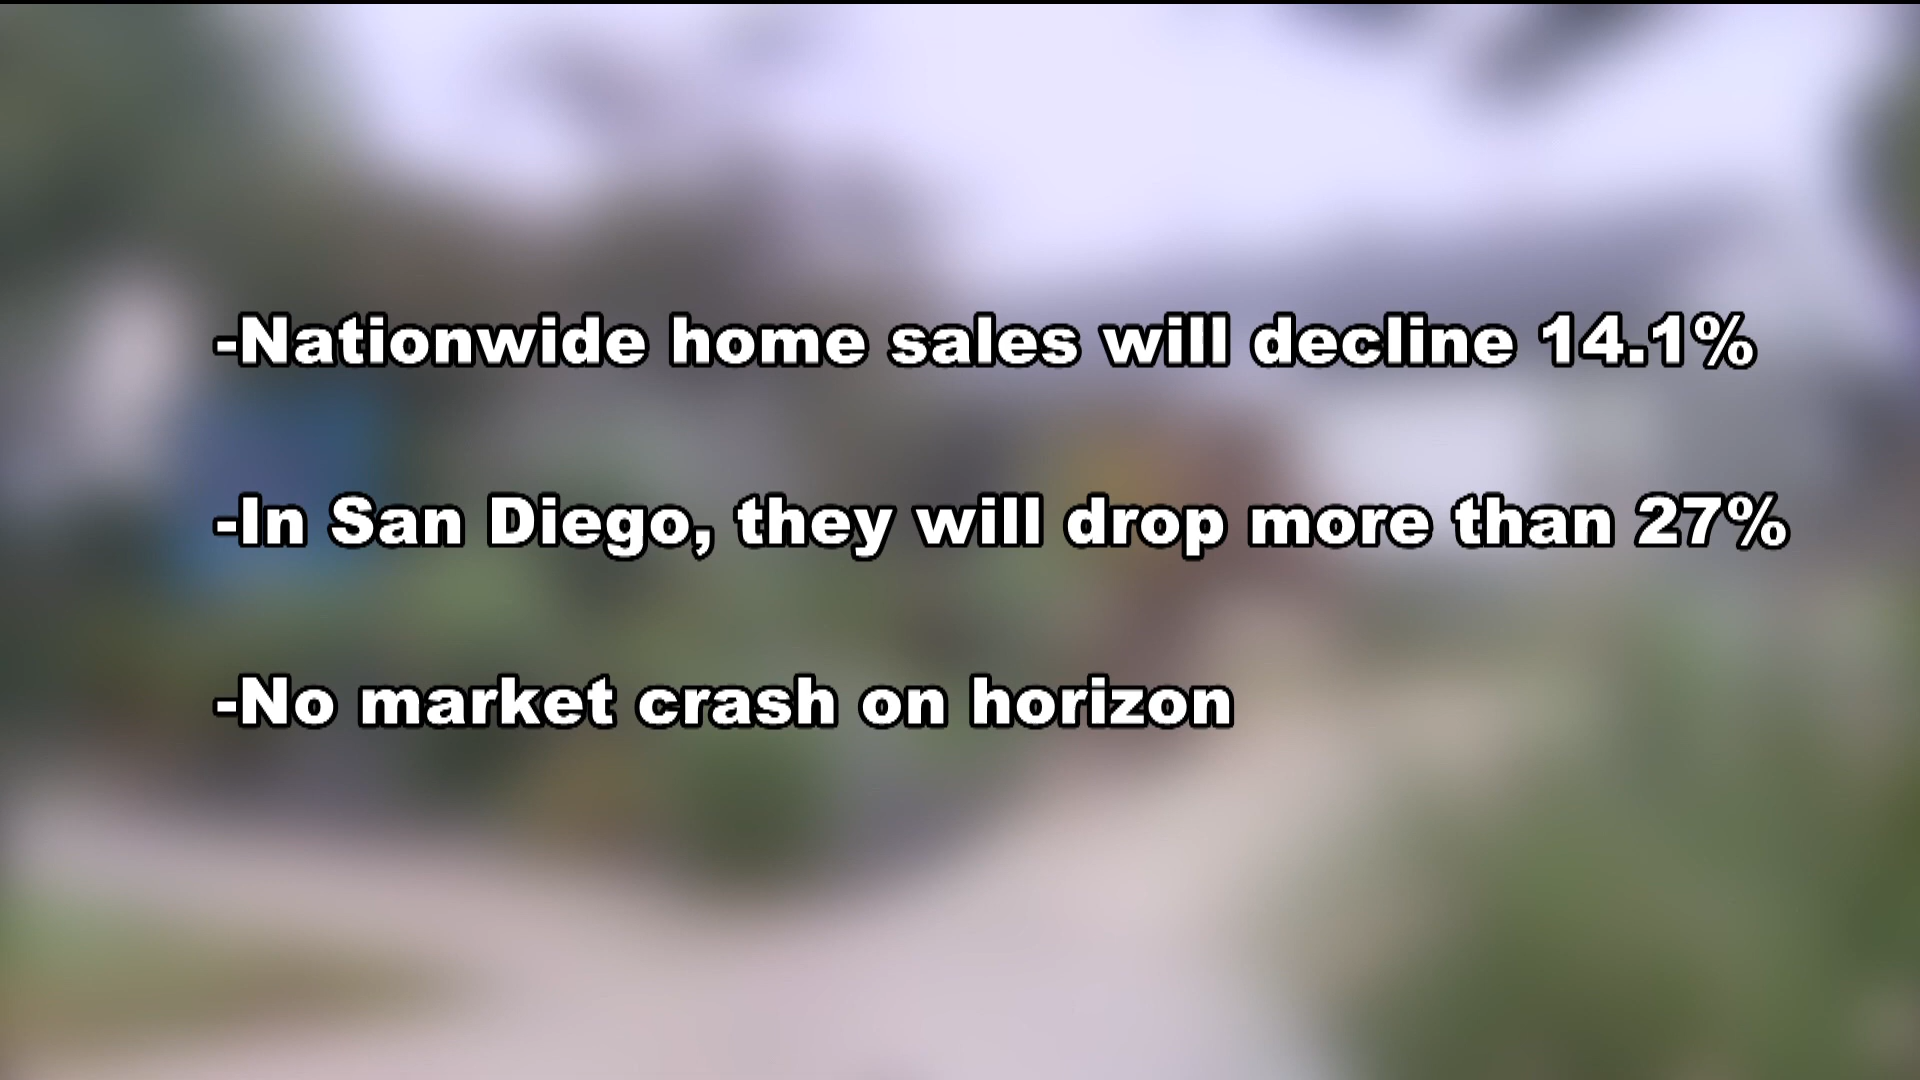 -Nationwide home sales will decline 14.1%
-In San Diego, they will drop more than 27%
-No market crash on horizon